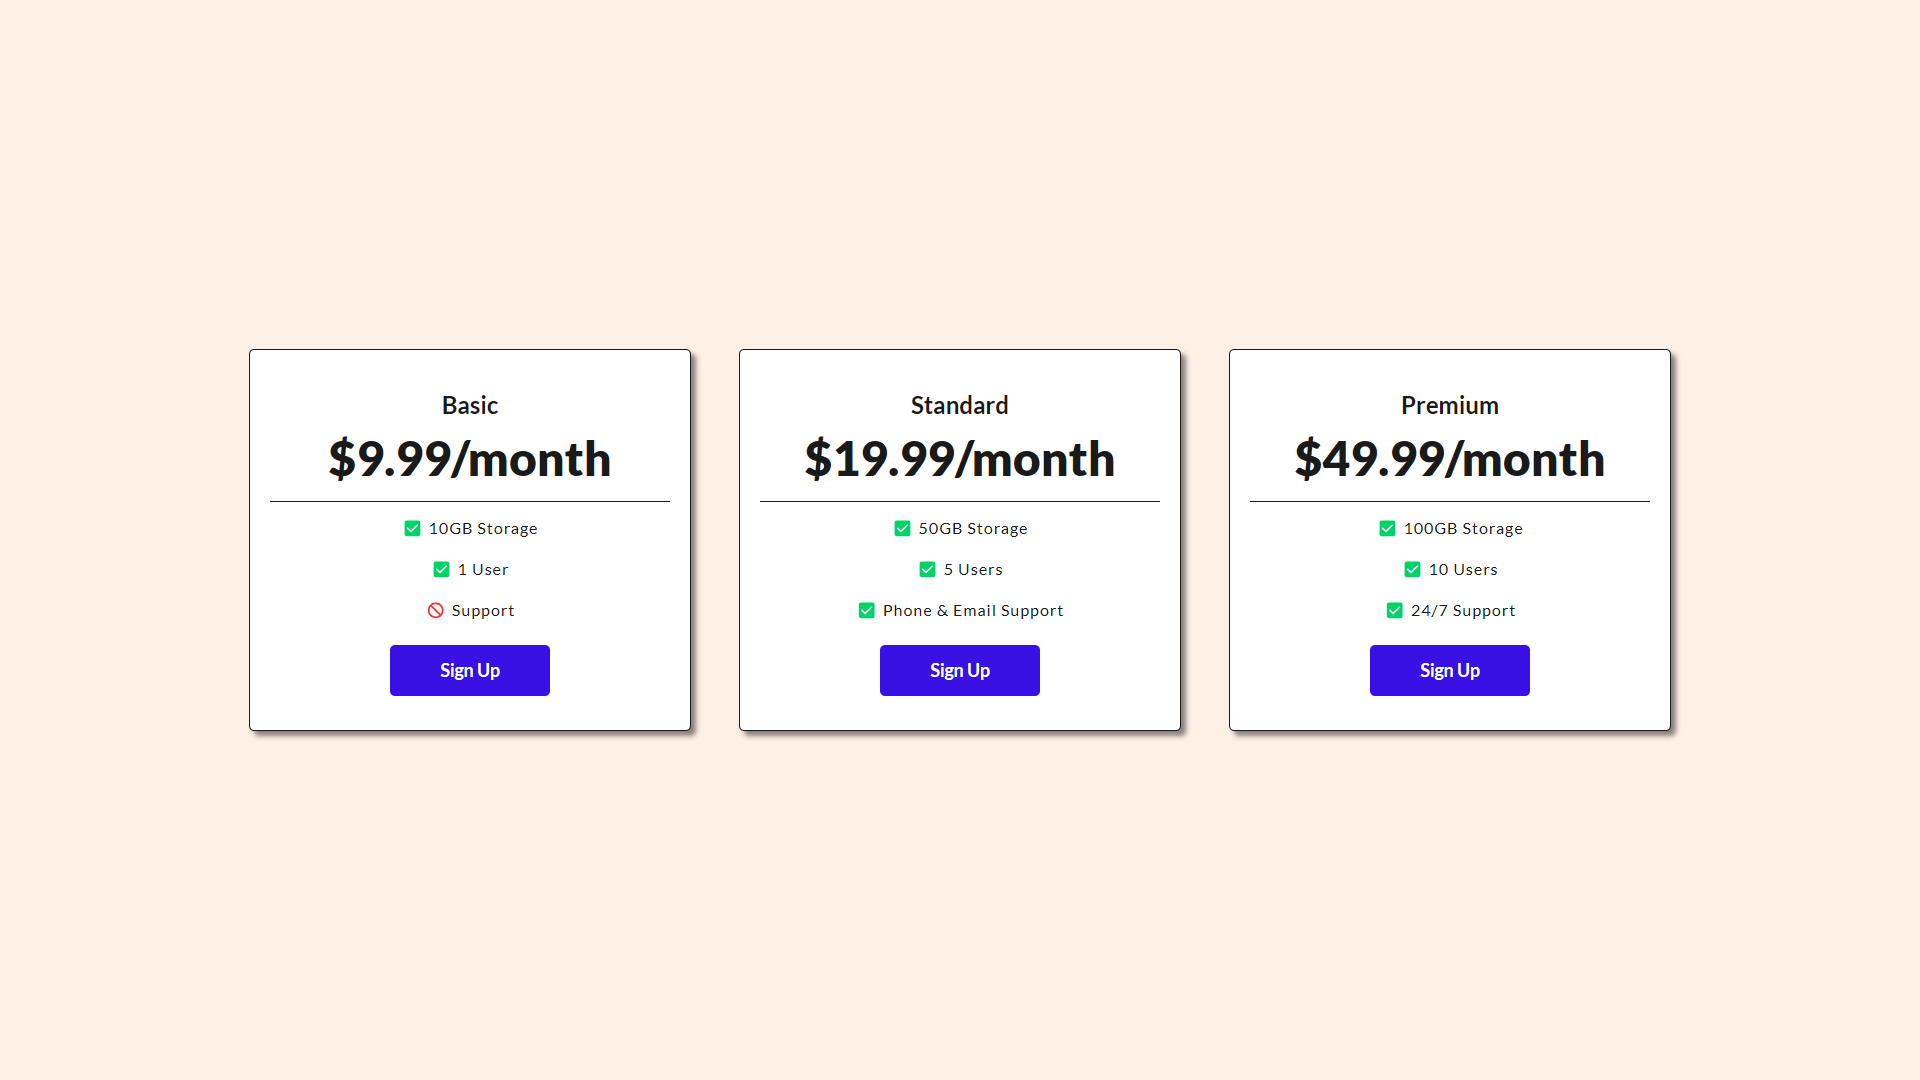 Basic
$9.99/month
10GB Storage
1 User
Support
Sign Up
Standard
$19.99/month
50GB Storage
5 Users
Phone & Email Support
Sign Up
Premium
$49.99/month
100GB Storage
10 Users
24/7 Support
Sign Up